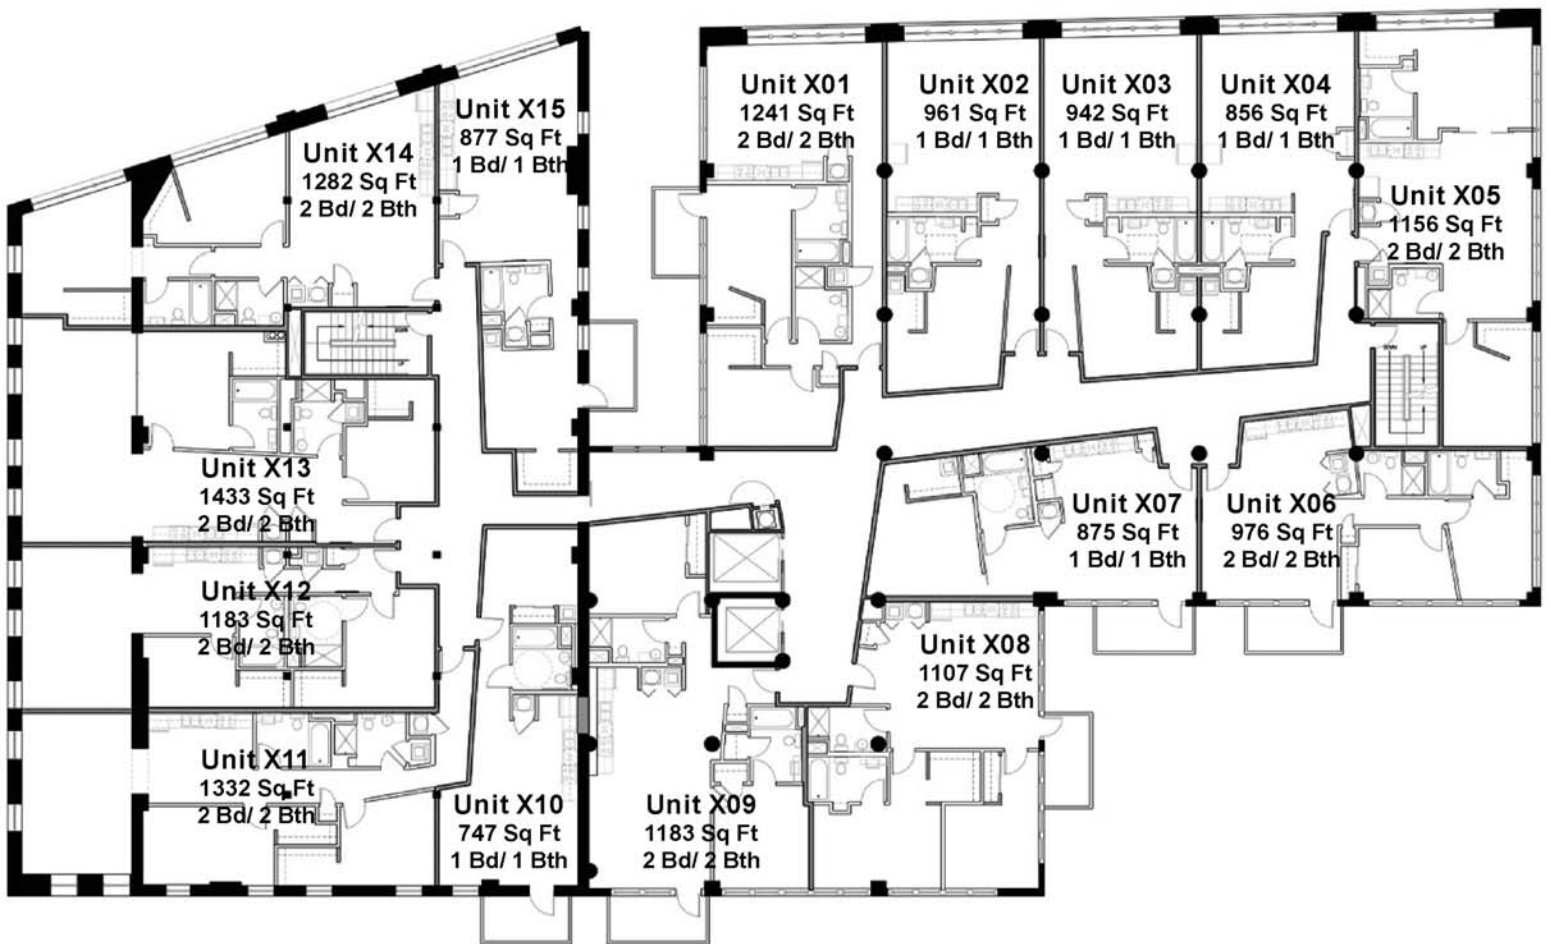 Unit X01
1241 Sq Ft
2 Bd/ 2 Bth
Unit X02
961 Sq Ft
1 Bd/ 1 Bth
Unit X03
942 Sq Ft
1 Bd/ 1 Bth
Unit X04
856 Sq Ft
1 Bd/ 1 Bth
Unit X15
877 Sq Ft
1 Bd/ 1 Bth
Unit X14
1282 Sq Ft
2 Bd/ 2 Bth
Unit X05
1156 Sq Ft
2 Bd/ 2 Bth
DOWN
UP
DOWN
UP
Unit X13
1433 Sq Ft
2 Bd/ 2 Bth
Unit X07
875 Sq Ft
1 Bd/ 1 Bth
Unit X06
976 Sq Ft
2 Bd/ 2 Bth
Unit X12
1183 Sq Ft
2 Bd/ 2 Bth
Unit X08
1107 Sq Ft
2 Bd/ 2 Bth
Unit X11
1332 Sq Ft
2 Bd/ 2 Bth
Unit X10
747 Sq Ft
1 Bd/ 1 Bth
Unit X09
1183 Sq Ft
2 Bd/ 2 Bth